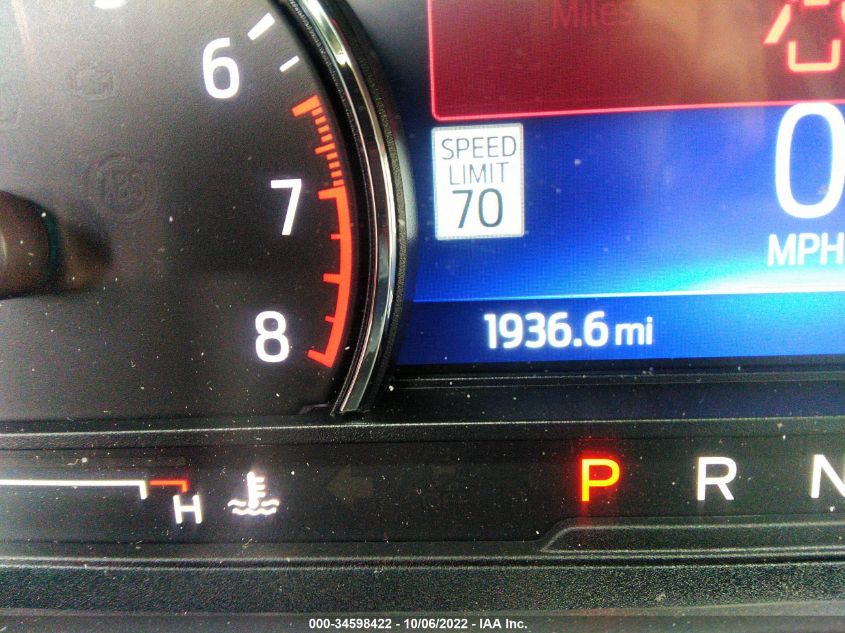 Miles
6
SPEED
LIMIT
70
0
7
MPH
ABS
8
1936.6 mi
H
P R N
000-34598422 - 10/06/2022 - IAA Inc.